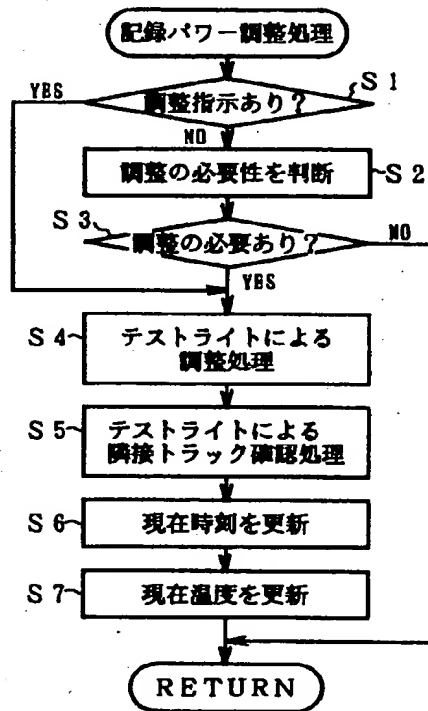 記録パワー調整処理
S1
調整指示あり？
YES
NO
調整の必要性を判断
S2
S3
調整の必要あり？
NO
YES
S4
テストライトによる
調整処理
S5
テストライトによる
隣接トラック確認処理
S6
現在時刻を更新
S7
現在温度を更新
RETURN